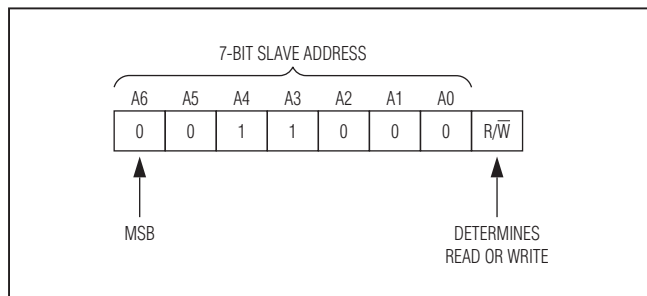 7-BIT SLAVE ADDRESS
A6 A5 A4 A3 A2 A1 A0
0 0 1 1 0 0 0 R/W̅
MSB
DETERMINES
READ OR WRITE